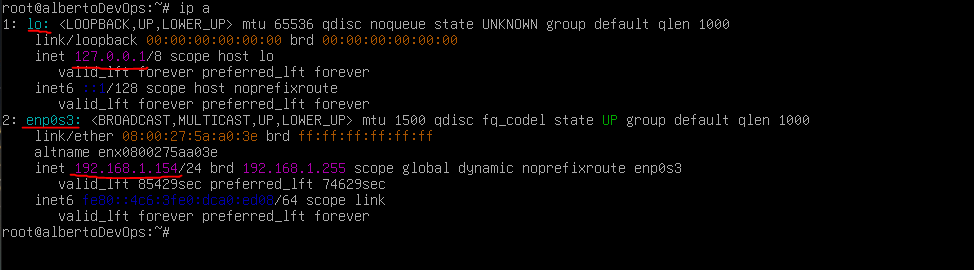 root@albertoDevOps:~# ip a
1: lo: <LOOPBACK,UP,LOWER_UP> mtu 65536 qdisc noqueue state UNKNOWN group default qlen 1000
link/loopback 00:00:00:00:00:00 brd 00:00:00:00:00:00
inet 127.0.0.1/8 scope host lo
valid_lft forever preferred_lft forever
inet6 ::1/128 scope host noprefixroute
valid_lft forever preferred_lft forever
2: enp0s3: <BROADCAST,MULTICAST,UP,LOWER_UP> mtu 1500 qdisc fq_codel state UP group default qlen 1000
link/ether 08:00:27:5a:a0:3e brd ff:ff:ff:ff:ff:ff
altname enx0800275aa03e
inet 192.168.1.154/24 brd 192.168.1.255 scope global dynamic noprefixroute enp0s3
valid_lft 85429sec preferred_lft 74629sec
inet6 /64 scope link
valid_lft forever preferred_lft forever
root@albertoDevOps:~#